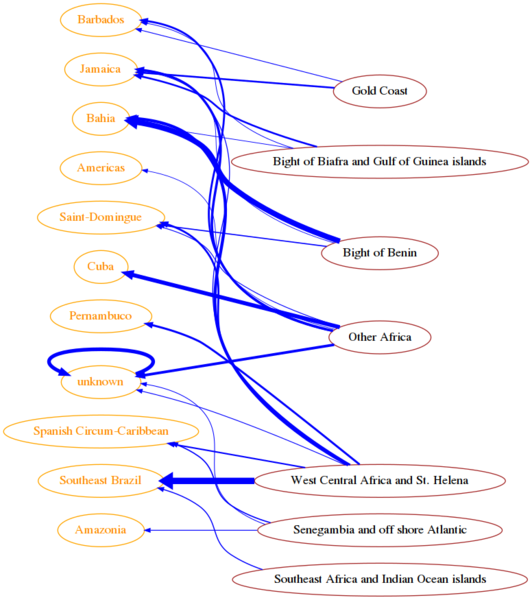 Barbados
Jamaica
Gold Coast
Bahia
Bight of Biafra and Gulf of Guinea islands
Americas
Saint-Domingue
Bight of Benin
Cuba
Pernambuco
Other Africa
unknown
Spanish Circum-Caribbean
Southeast Brazil
West Central Africa and St. Helena
Amazonia
Senegambia and off shore Atlantic
Southeast Africa and Indian Ocean islands